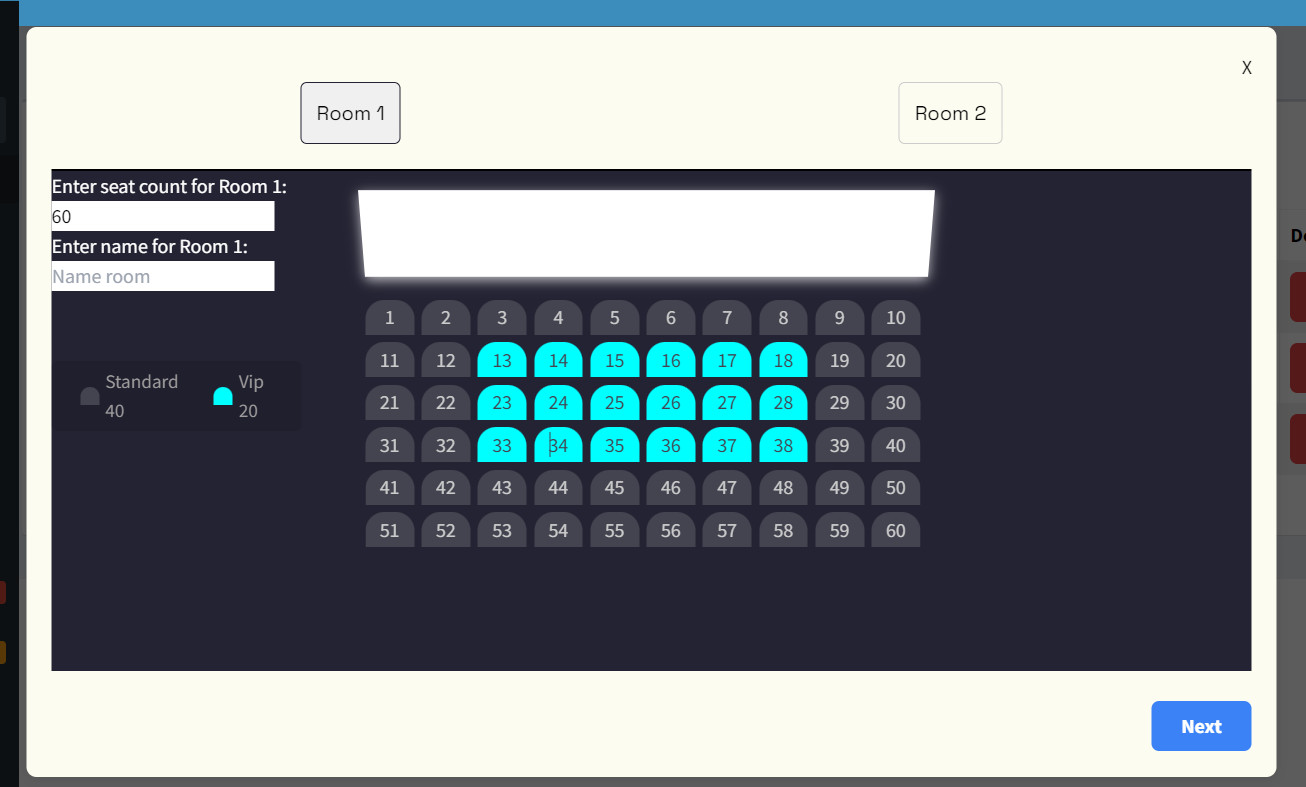 X
Room 1
Room 2
Enter seat count for Room 1:
60
Enter name for Room 1:
Name room
Standard
40
Vip
20
1 2 3 4 5 6 7 8 9 10
11 12 13 14 15 16 17 18 19 20
21 22 23 24 25 26 27 28 29 30
31 32 33 34 35 36 37 38 39 40
41 42 43 44 45 46 47 48 49 50
51 52 53 54 55 56 57 58 59 60
Next